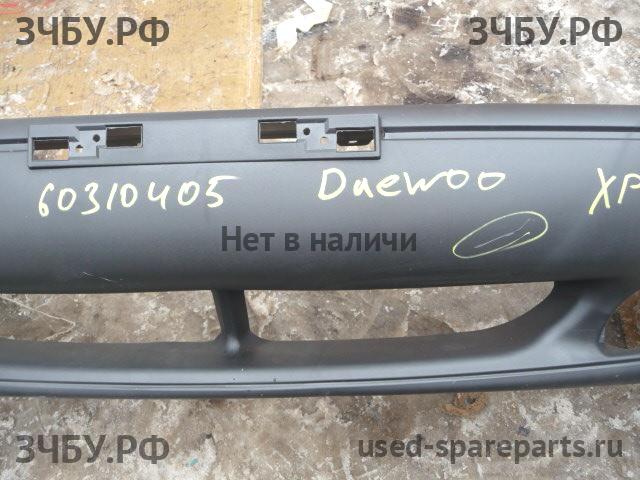 ЗЧБУ.РФ ЗЧБУ.РФ
60310405 Daewoo XP
Нет в наличи
ЗЧБУ.РФ used-spareparts.ru